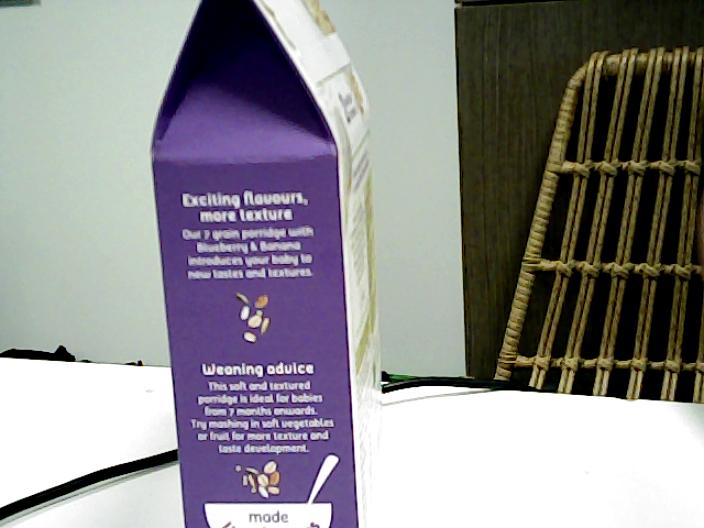 Exciting flavours,
more texture
Our 7 grain porridge with
Blueberry & Banana
introduces your baby to
new tastes and textures.
Weaning advice
This soft and textured
porridge is ideal for babies
from 7 months onwards.
Try mashing in soft vegetables
or fruit for more texture and
taste development.
made